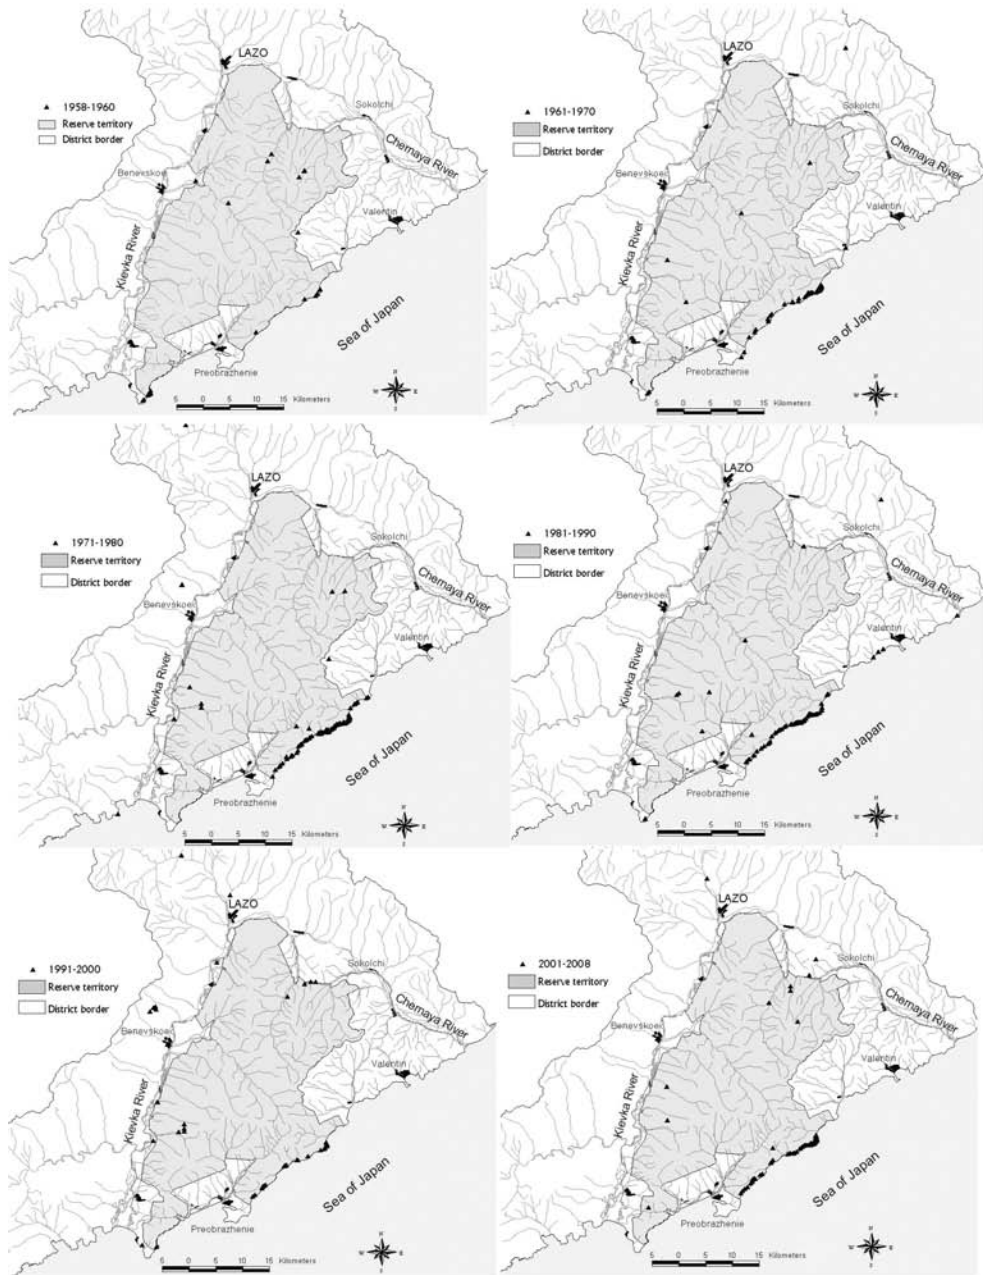 LAZO
1958-1960
Reserve territory
District border
Sokolchi
Chernaya River
Benevskoei
Valentin
Kievka River
Sea of Japan
Preobrazhenie
N
W E
S
5 0 5 10 15 Kilometers
LAZO
1961-1970
Reserve territory
District border
Sokolchi
Chernaya River
Benevskoei
Valentin
Kievka River
Sea of Japan
Preobrazhenie
N
W E
S
5 0 5 10 15 Kilometers
LAZO
1971-1980
Reserve territory
District border
Sokolchi
Chernaya River
Benevskoei
Valentin
Kievka River
Sea of Japan
Preobrazhenie
N
W E
S
5 0 5 10 15 Kilometers
LAZO
1981-1990
Reserve territory
District border
Sokolchi
Chernaya River
Benevskoei
Valentin
Kievka River
Sea of Japan
Preobrazhenie
N
W E
S
5 0 5 10 15 Kilometers
LAZO
1991-2000
Reserve territory
District border
Sokolchi
Chernaya River
Benevskoei
Valentin
Kievka River
Sea of Japan
Preobrazhenie
N
W E
S
5 0 5 10 15 Kilometers
LAZO
2001-2008
Reserve territory
District border
Sokolchi
Chernaya River
Benevskoei
Valentin
Kievka River
Sea of Japan
Preobrazhenie
N
W E
S
5 0 5 10 15 Kilometers